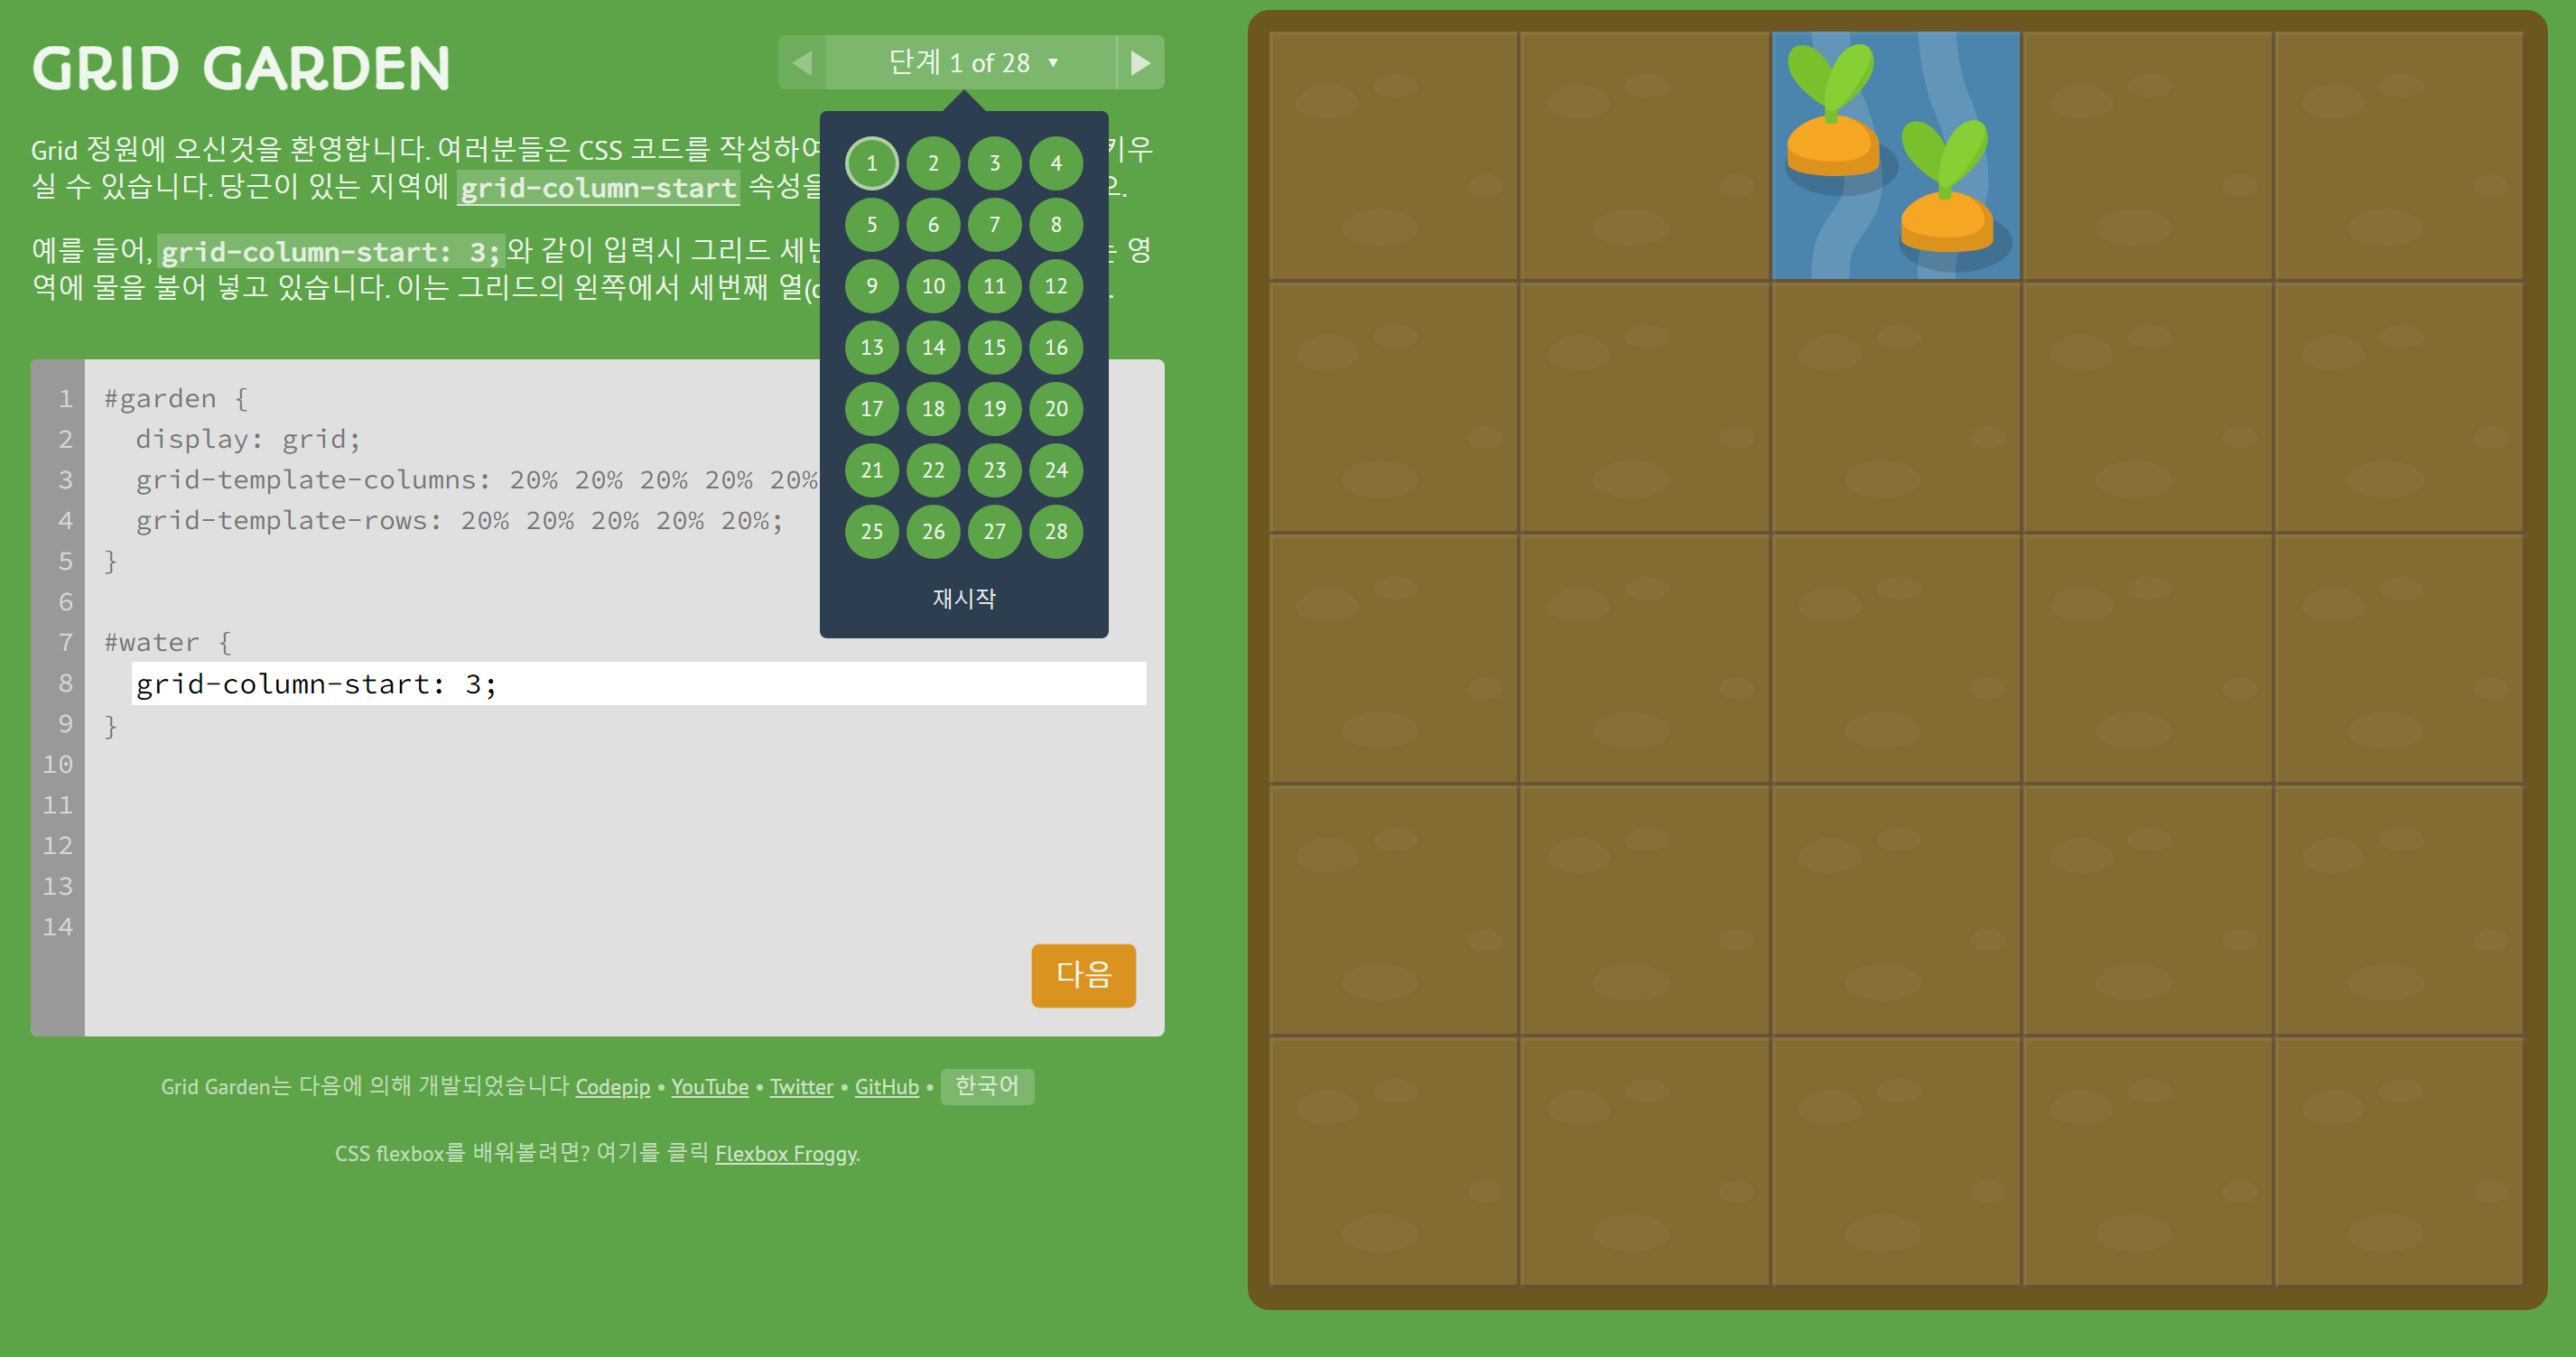 GRID GARDEN
단계 1 of 28 ▼
Grid 정원에 오신것을 환영합니다. 여러분들은 CSS 코드를 작성하여 키우
실 수 있습니다. 당근이 있는 지역에 grid-column-start 속성을
예를 들어, grid-column-start: 3;와 같이 입력시 그리드 세번 는 영
역에 물을 붙어 넣고 있습니다. 이는 그리드의 왼쪽에서 세번째 열(c
1 2 3 4
5 6 7 8
9 10 11 12
13 14 15 16
17 18 19 20
21 22 23 24
25 26 27 28
재시작
1 #garden {
2 display: grid;
3 grid-template-columns: 20% 20% 20% 20% 20%
4 grid-template-rows: 20% 20% 20% 20% 20%;
5 }
6
7 #water {
8 grid-column-start: 3;
9 }
10
11
12
13
14
다음
Grid Garden는 다음에 의해 개발되었습니다 Codepip • YouTube • Twitter • GitHub • 한국어
CSS flexbox를 배워볼려면? 여기를 클릭 Flexbox Froggy.